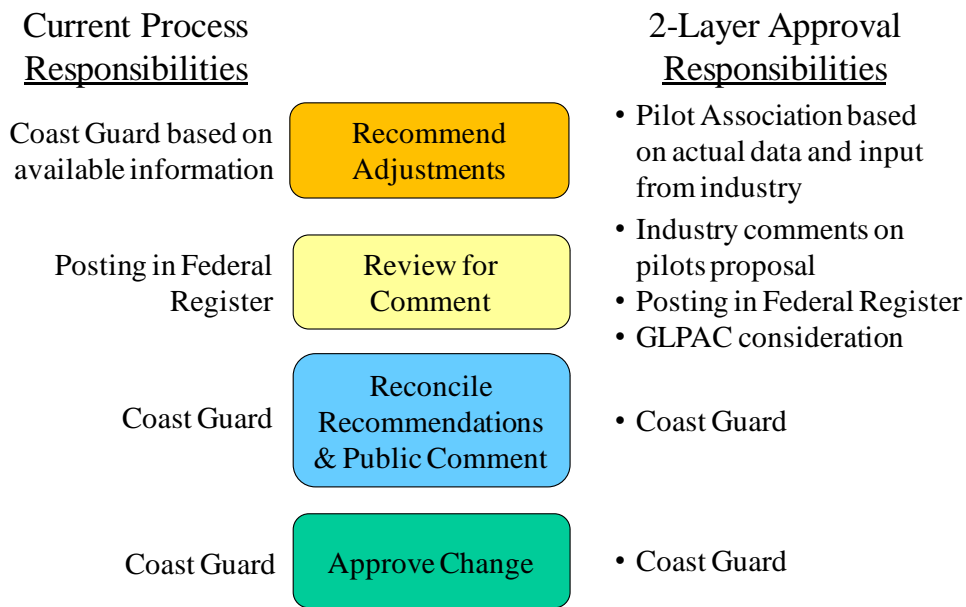 Current Process
Responsibilities
2-Layer Approval
Responsibilities
Coast Guard based on
available information
Recommend
Adjustments
• Pilot Association based
on actual data and input
from industry
Posting in Federal
Register
Review for
Comment
• Industry comments on
pilots proposal
• Posting in Federal Register
• GLPAC consideration
Coast Guard
Reconcile
Recommendations
& Public Comment
• Coast Guard
Coast Guard
Approve Change
• Coast Guard